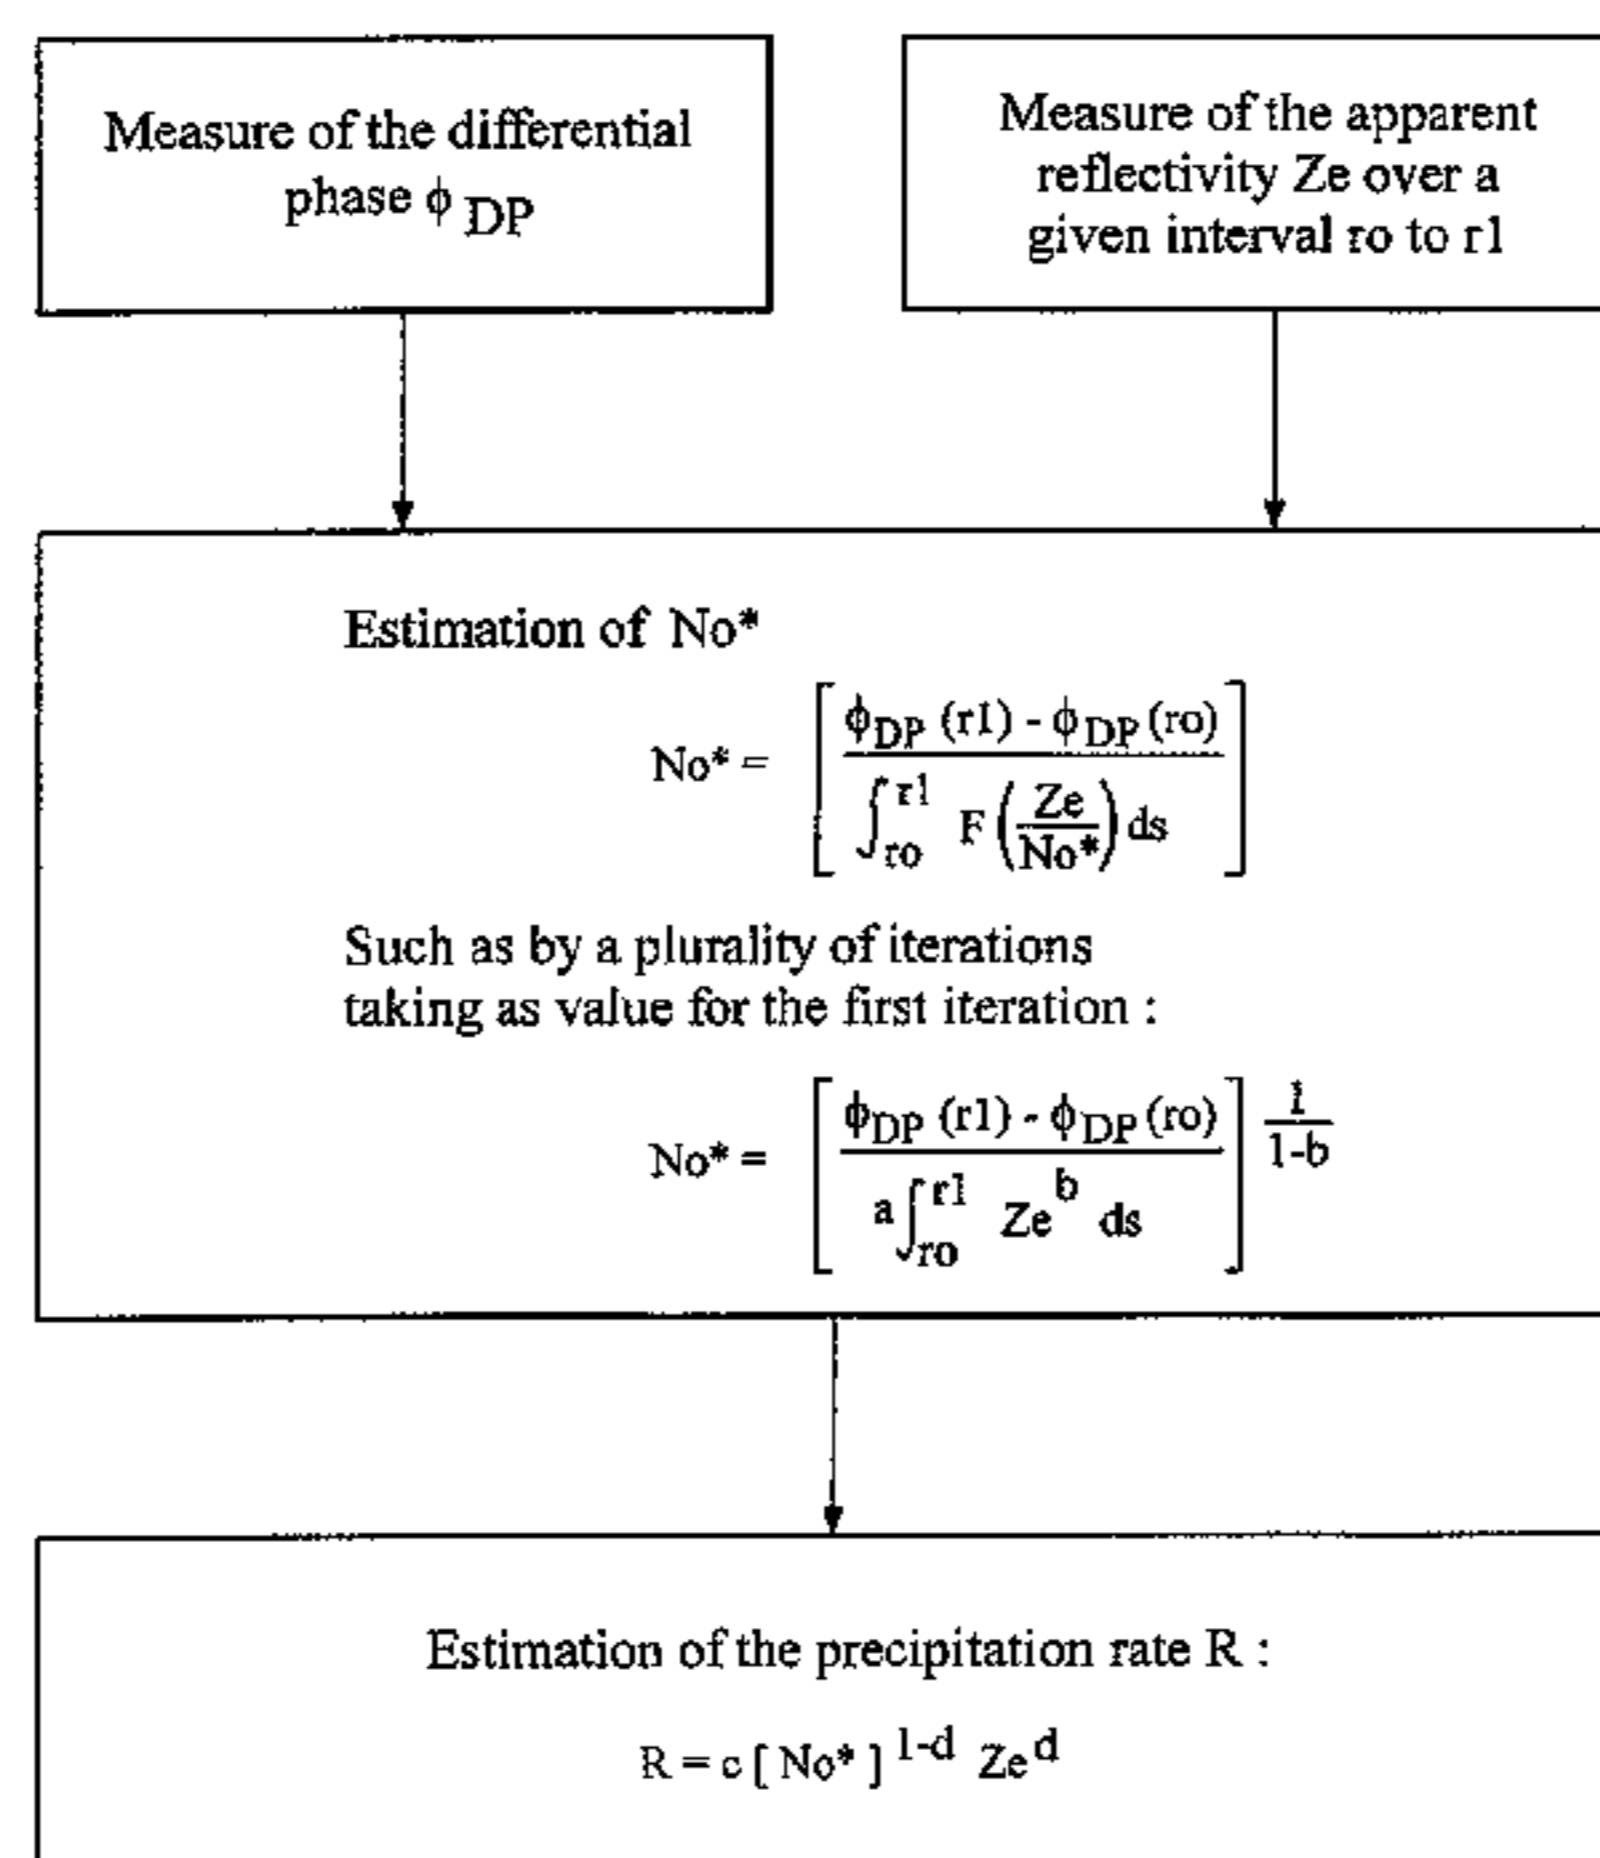 Measure of the differential
phase ϕ DP
Measure of the apparent
reflectivity Ze over a
given interval ro to r1
Estimation of No*
No* = [ ϕDP (r1) - ϕDP (ro) / ∫ro r1 F (Ze/No*) ds ]
Such as by a plurality of iterations
taking as value for the first iteration :
No* = [ ϕDP (r1) - ϕDP (ro) / a ∫ro r1 Ze^b ds ] ^ 1/1-b
Estimation of the precipitation rate R :
R = c [ No* ] ^1-d Ze^d